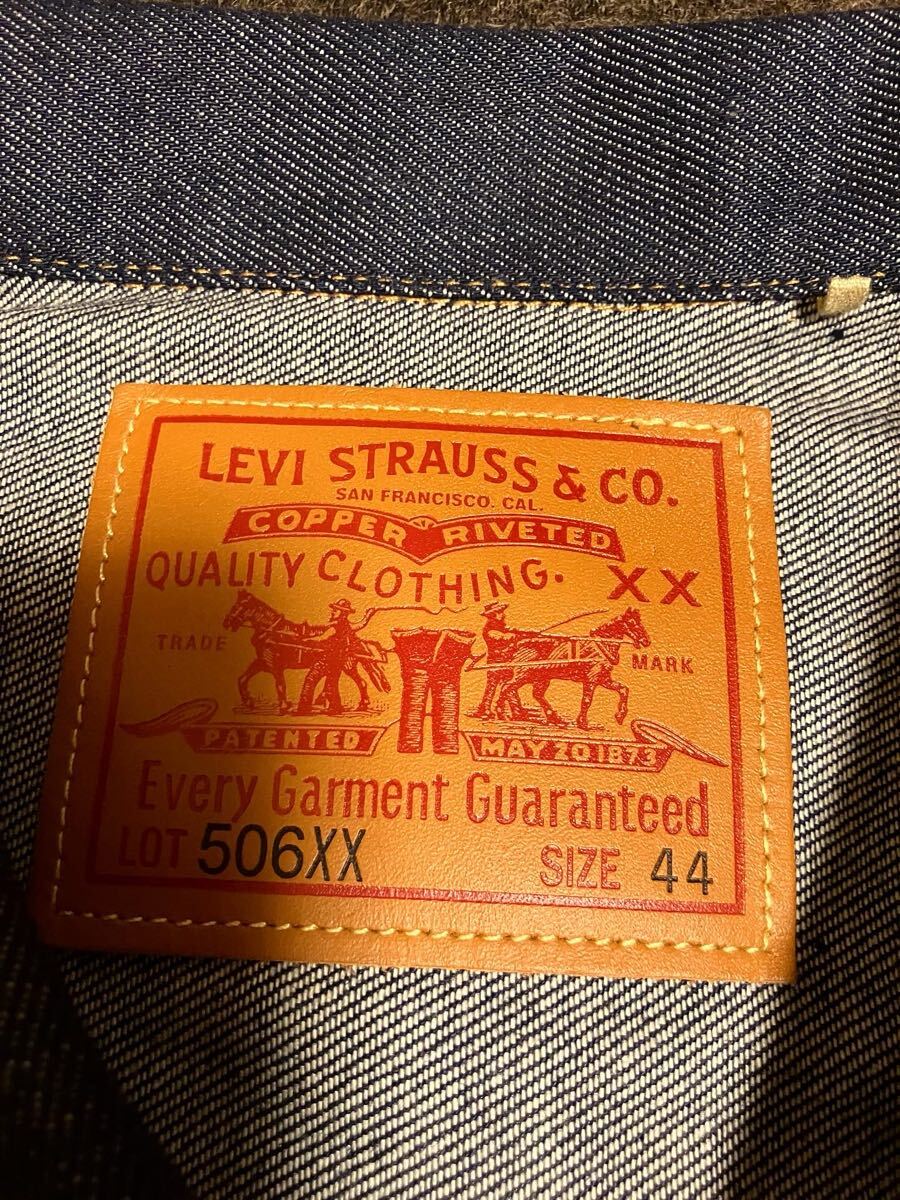 LEVI STRAUSS & CO.
SAN FRANCISCO. CAL.
COPPER RIVETED
QUALITY CLOTHING. XX
TRADE MARK
PATENTED MAY 20 1873
Every Garment Guaranteed
LOT 506XX SIZE 44